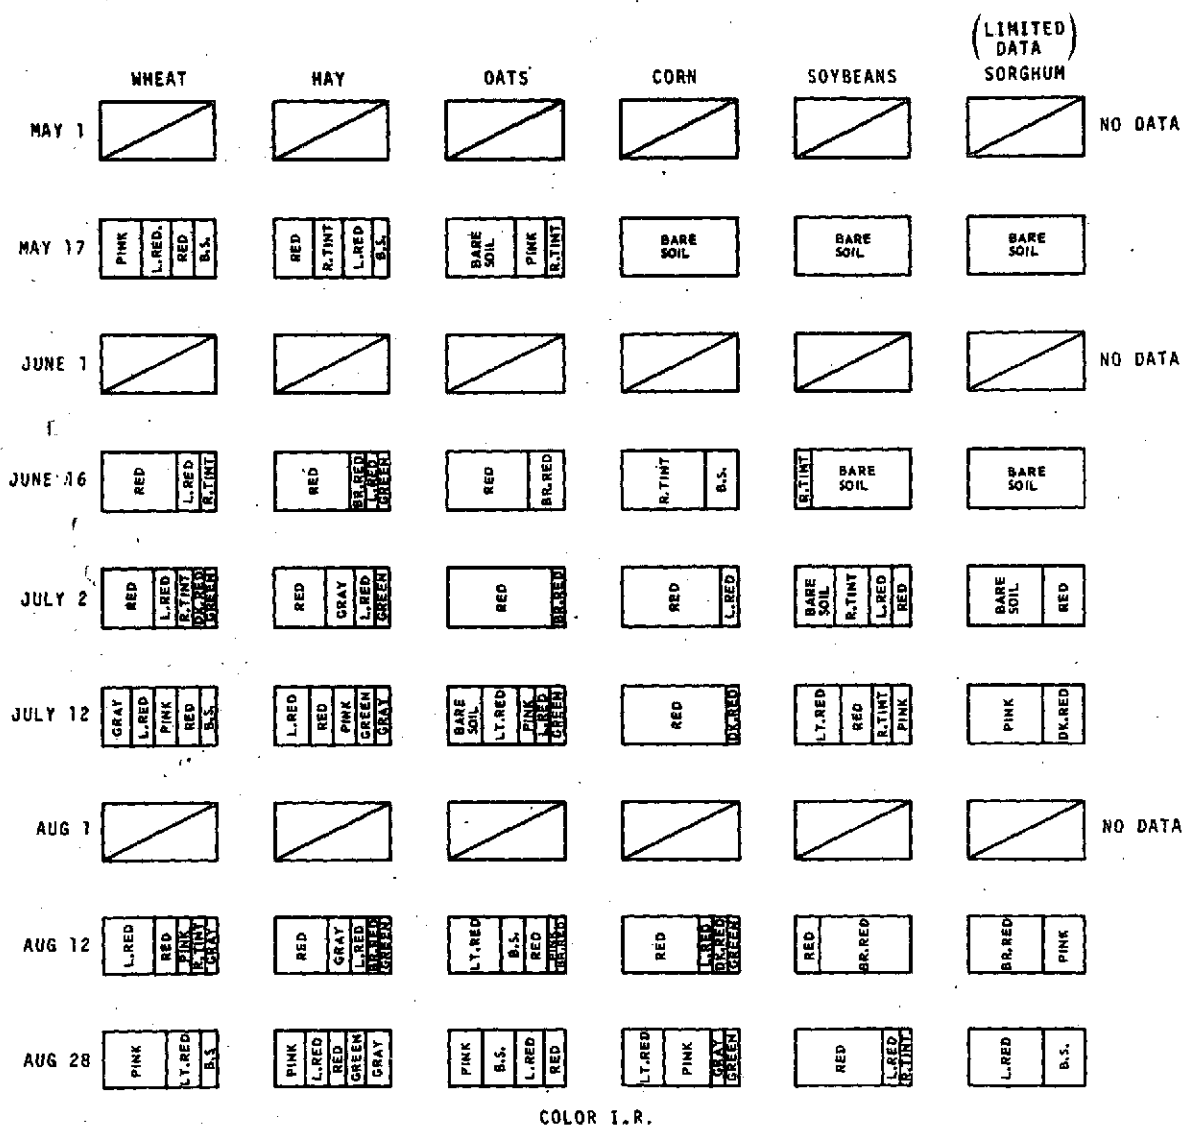 (LIMITED
DATA)
WHEAT HAY OATS CORN SOYBEANS SORGHUM
MAY 1 NO DATA
MAY 17 PINK L.RED. RED B.S. RED R.TINT L.RED B.S. BARE SOIL PINK R.TINT BARE SOIL BARE SOIL BARE SOIL
JUNE 1 NO DATA
JUNE 16 RED L.RED R.TINT RED BR.RED L.RED GREEN RED BR.RED R.TINT B.S. R.TINT BARE SOIL BARE SOIL
JULY 2 RED L.RED R.TINT DK.RED GREEN RED GRAY L.RED GREEN RED BR.RED RED L.RED BARE SOIL R.TINT L.RED RED BARE SOIL RED
JULY 12 GRAY L.RED PINK RED B.S. L.RED RED PINK GREEN GRAY BARE SOIL LT.RED PINK L.RED GREEN RED DK.RED LT.RED RED R.TINT PINK PINK DK.RED
AUG 1 NO DATA
AUG 12 L.RED RED PINK R.TINY GRAY RED GRAY L.RED BR.RED GREEN LT.RED B.S. RED PINK BR.RED RED L.RED DK.RED GREEN RED BR.RED BR.RED PINK
AUG 28 PINK LT.RED B.S PINK L.RED RED GREEN GRAY PINK B.S. L.RED RED LT.RED PINK GRAY GREEN RED L.RED R.TINT L.RED B.S.
COLOR I.R.